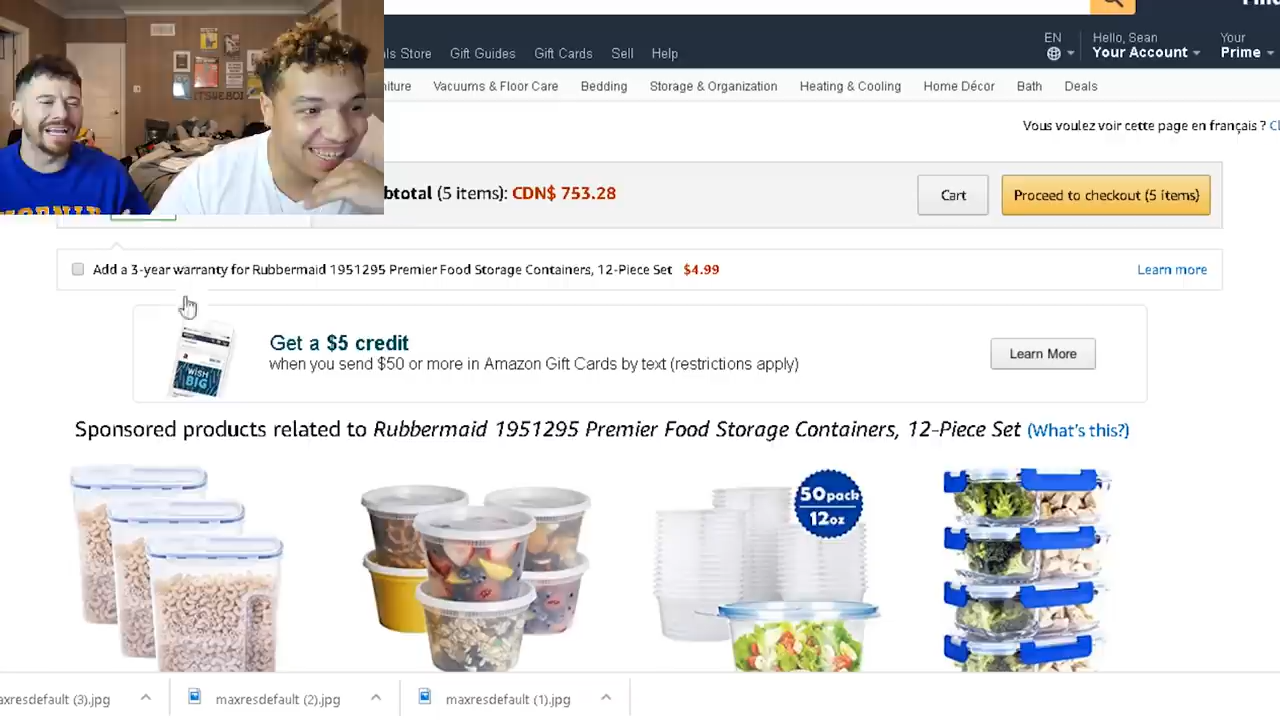 ls Store Gift Guides Gift Cards Sell Help
EN
Hello, Sean
Your Account
Your
Prime
Vacuums & Floor Care Bedding Storage & Organization Heating & Cooling Home Décor Bath Deals
Vous voulez voir cette page en français ?
btotal (5 items): CDN$ 753.28
Cart
Proceed to checkout (5 items)
Add a 3-year warranty for Rubbermaid 1951295 Premier Food Storage Containers, 12-Piece Set $4.99
Learn more
Get a $5 credit
when you send $50 or more in Amazon Gift Cards by text (restrictions apply)
Learn More
WISH
BIG
Sponsored products related to Rubbermaid 1951295 Premier Food Storage Containers, 12-Piece Set (What's this?)
50pack
12oz
axresdefault (3).jpg
maxresdefault (2).jpg
maxresdefault (1).jpg